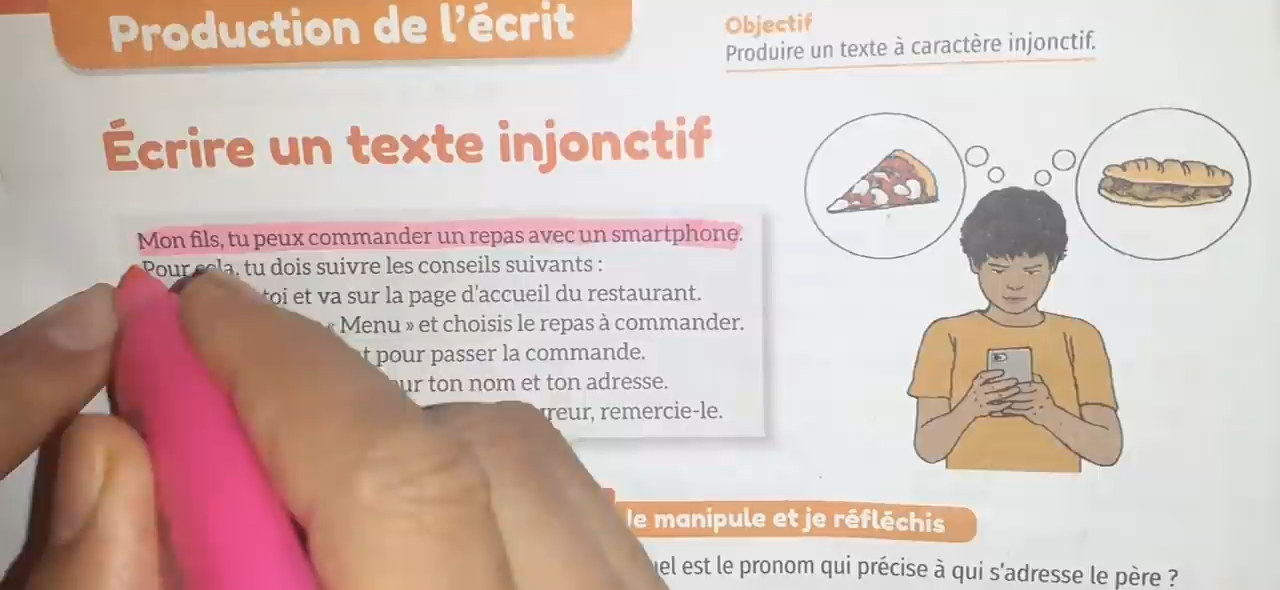 Production de l'écrit
Objectif
Produire un texte à caractère injonctif.
Écrire un texte injonctif
Mon fils, tu peux commander un repas avec un smartphone.
Pour cela, tu dois suivre les conseils suivants :
et va sur la page d'accueil du restaurant.
« Menu » et choisis le repas à commander.
pour passer la commande.
ton nom et ton adresse.
remercie-le.
Je manipule et je réfléchis
est le pronom qui précise à qui s'adresse le père ?